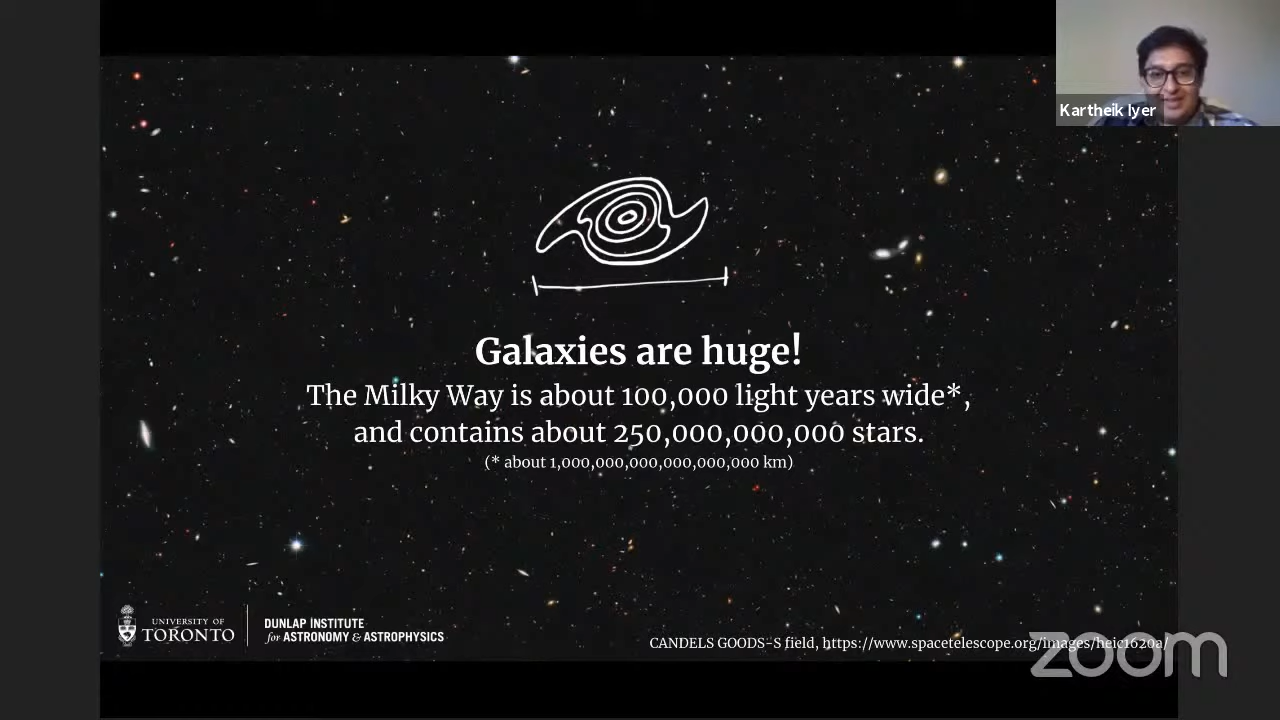 Kartheik Iyer
Galaxies are huge!
The Milky Way is about 100,000 light years wide*,
and contains about 250,000,000,000 stars.
(* about 1,000,000,000,000,000,000 km)
UNIVERSITY OF
TORONTO
DUNLAP INSTITUTE
for ASTRONOMY & ASTROPHYSICS
CANDELS GOODS-S field, https://www.spacetelescope.org/images/heic1620a/
zoom